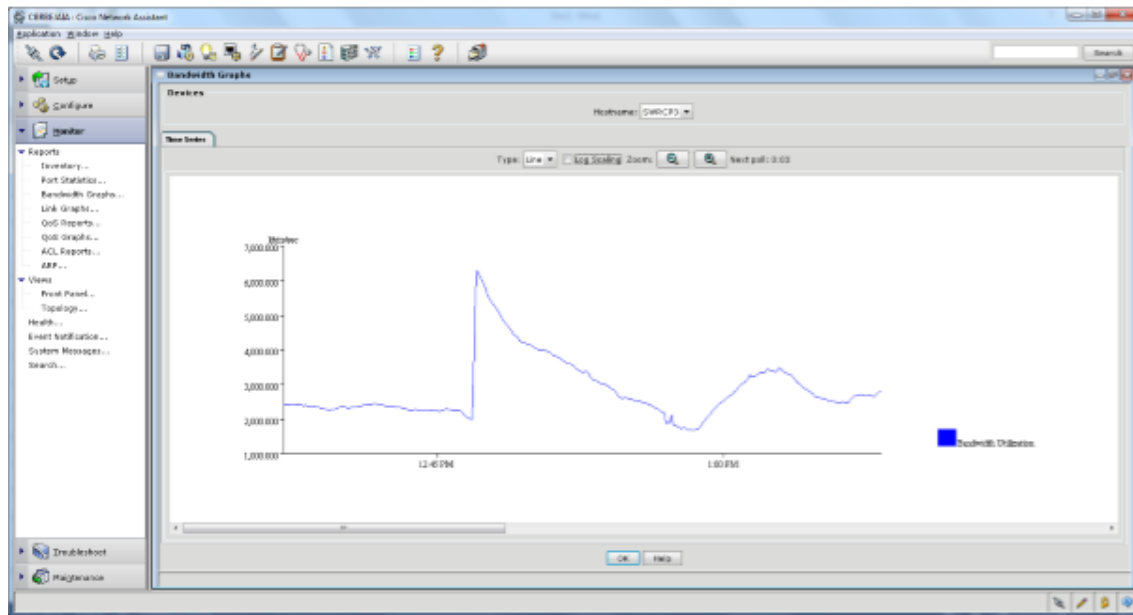 Cisco Network Assistant
Application Window Help
Search
Setup
Configure
Monitor
Reports
Inventory...
Port Statistics...
Bandwidth Graphs...
Link Graphs...
QoS Reports...
QoS Graphs...
ACL Reports...
ARP...
Views
Front Panel...
Topology...
Health...
Event Notification...
System Messages...
Search...
Troubleshoot
Maintenance
Bandwidth Graphs
Devices
Hostname:
Time Series
Type: Line Log Scaling Zoom: Next poll: 0:03
7,000.000
6,000.000
5,000.000
4,000.000
3,000.000
2,000.000
1,000.000
12:45 PM 1:00 PM
Bandwidth Utilization
OK Help